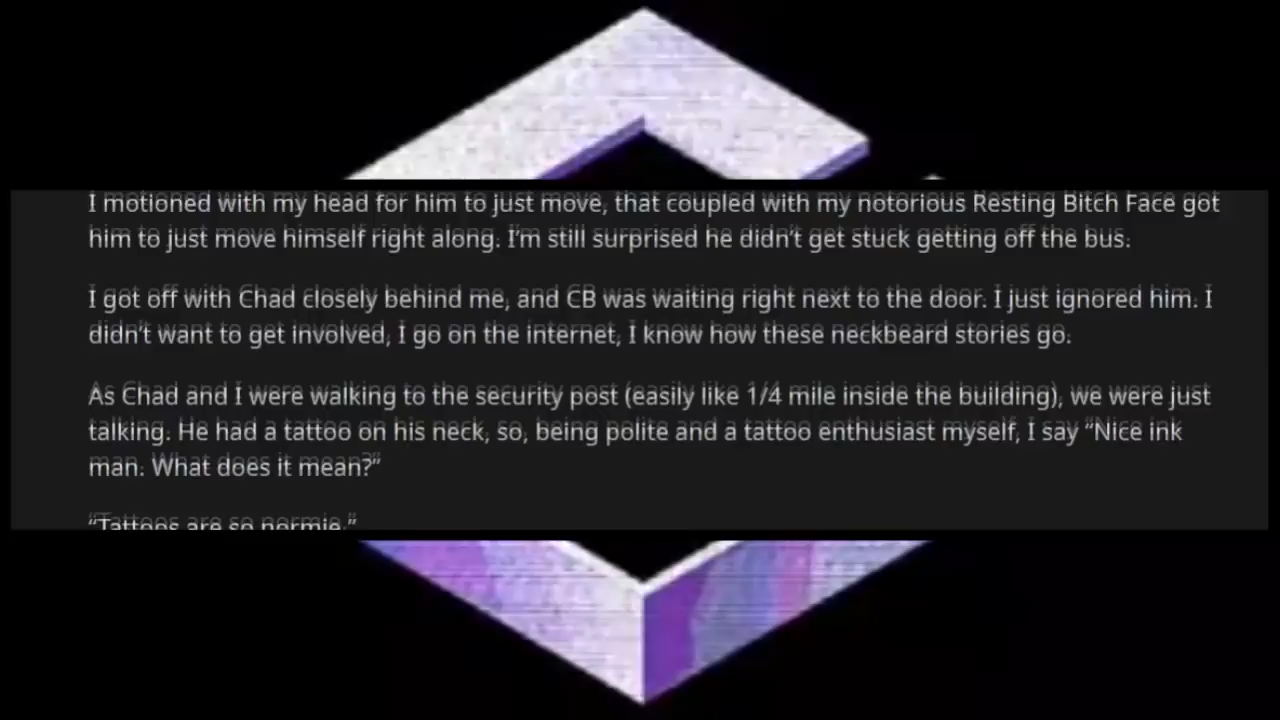 I motioned with my head for him to just move, that coupled with my notorious Resting Bitch Face got
him to just move himself right along. I’m still surprised he didn’t get stuck getting off the bus.
I got off with Chad closely behind me, and CB was waiting right next to the door. I just ignored him. I
didn’t want to get involved, I go on the internet, I know how these neckbeard stories go.
As Chad and I were walking to the security post (easily like 1/4 mile inside the building), we were just
talking. He had a tattoo on his neck, so, being polite and a tattoo enthusiast myself, I say “Nice ink
man. What does it mean?”
“Tattoos are so normie.”